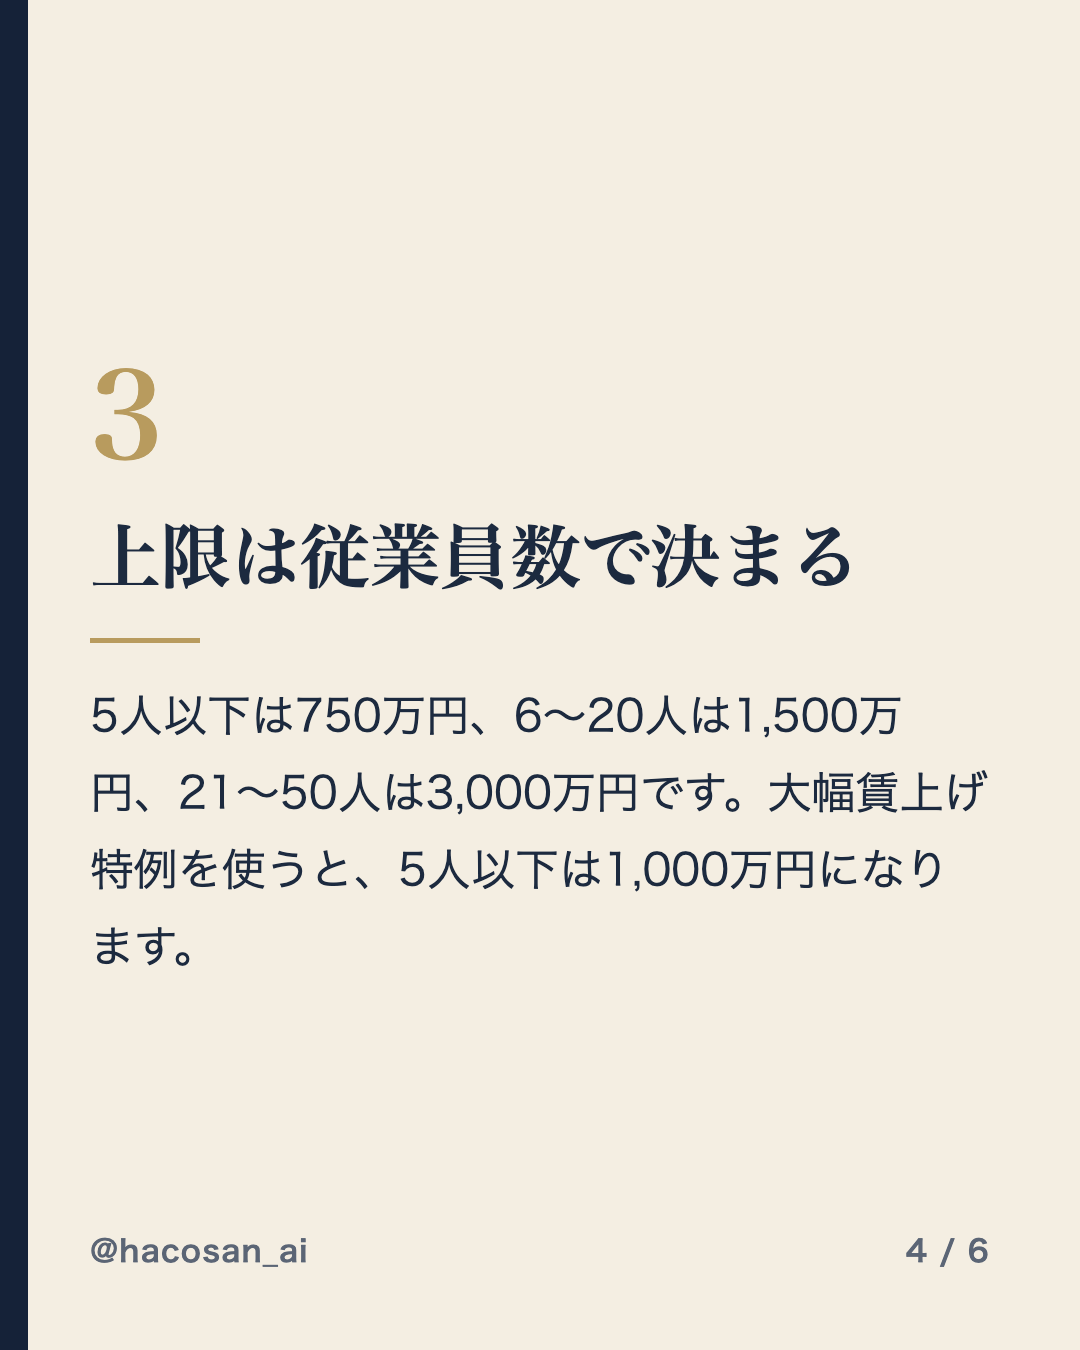 3
上限は従業員数で決まる
5人以下は750万円、6〜20人は1,500万
円、21〜50人は3,000万円です。大幅賃上げ
特例を使うと、5人以下は1,000万円になり
ます。
@hacosan_ai
4 / 6